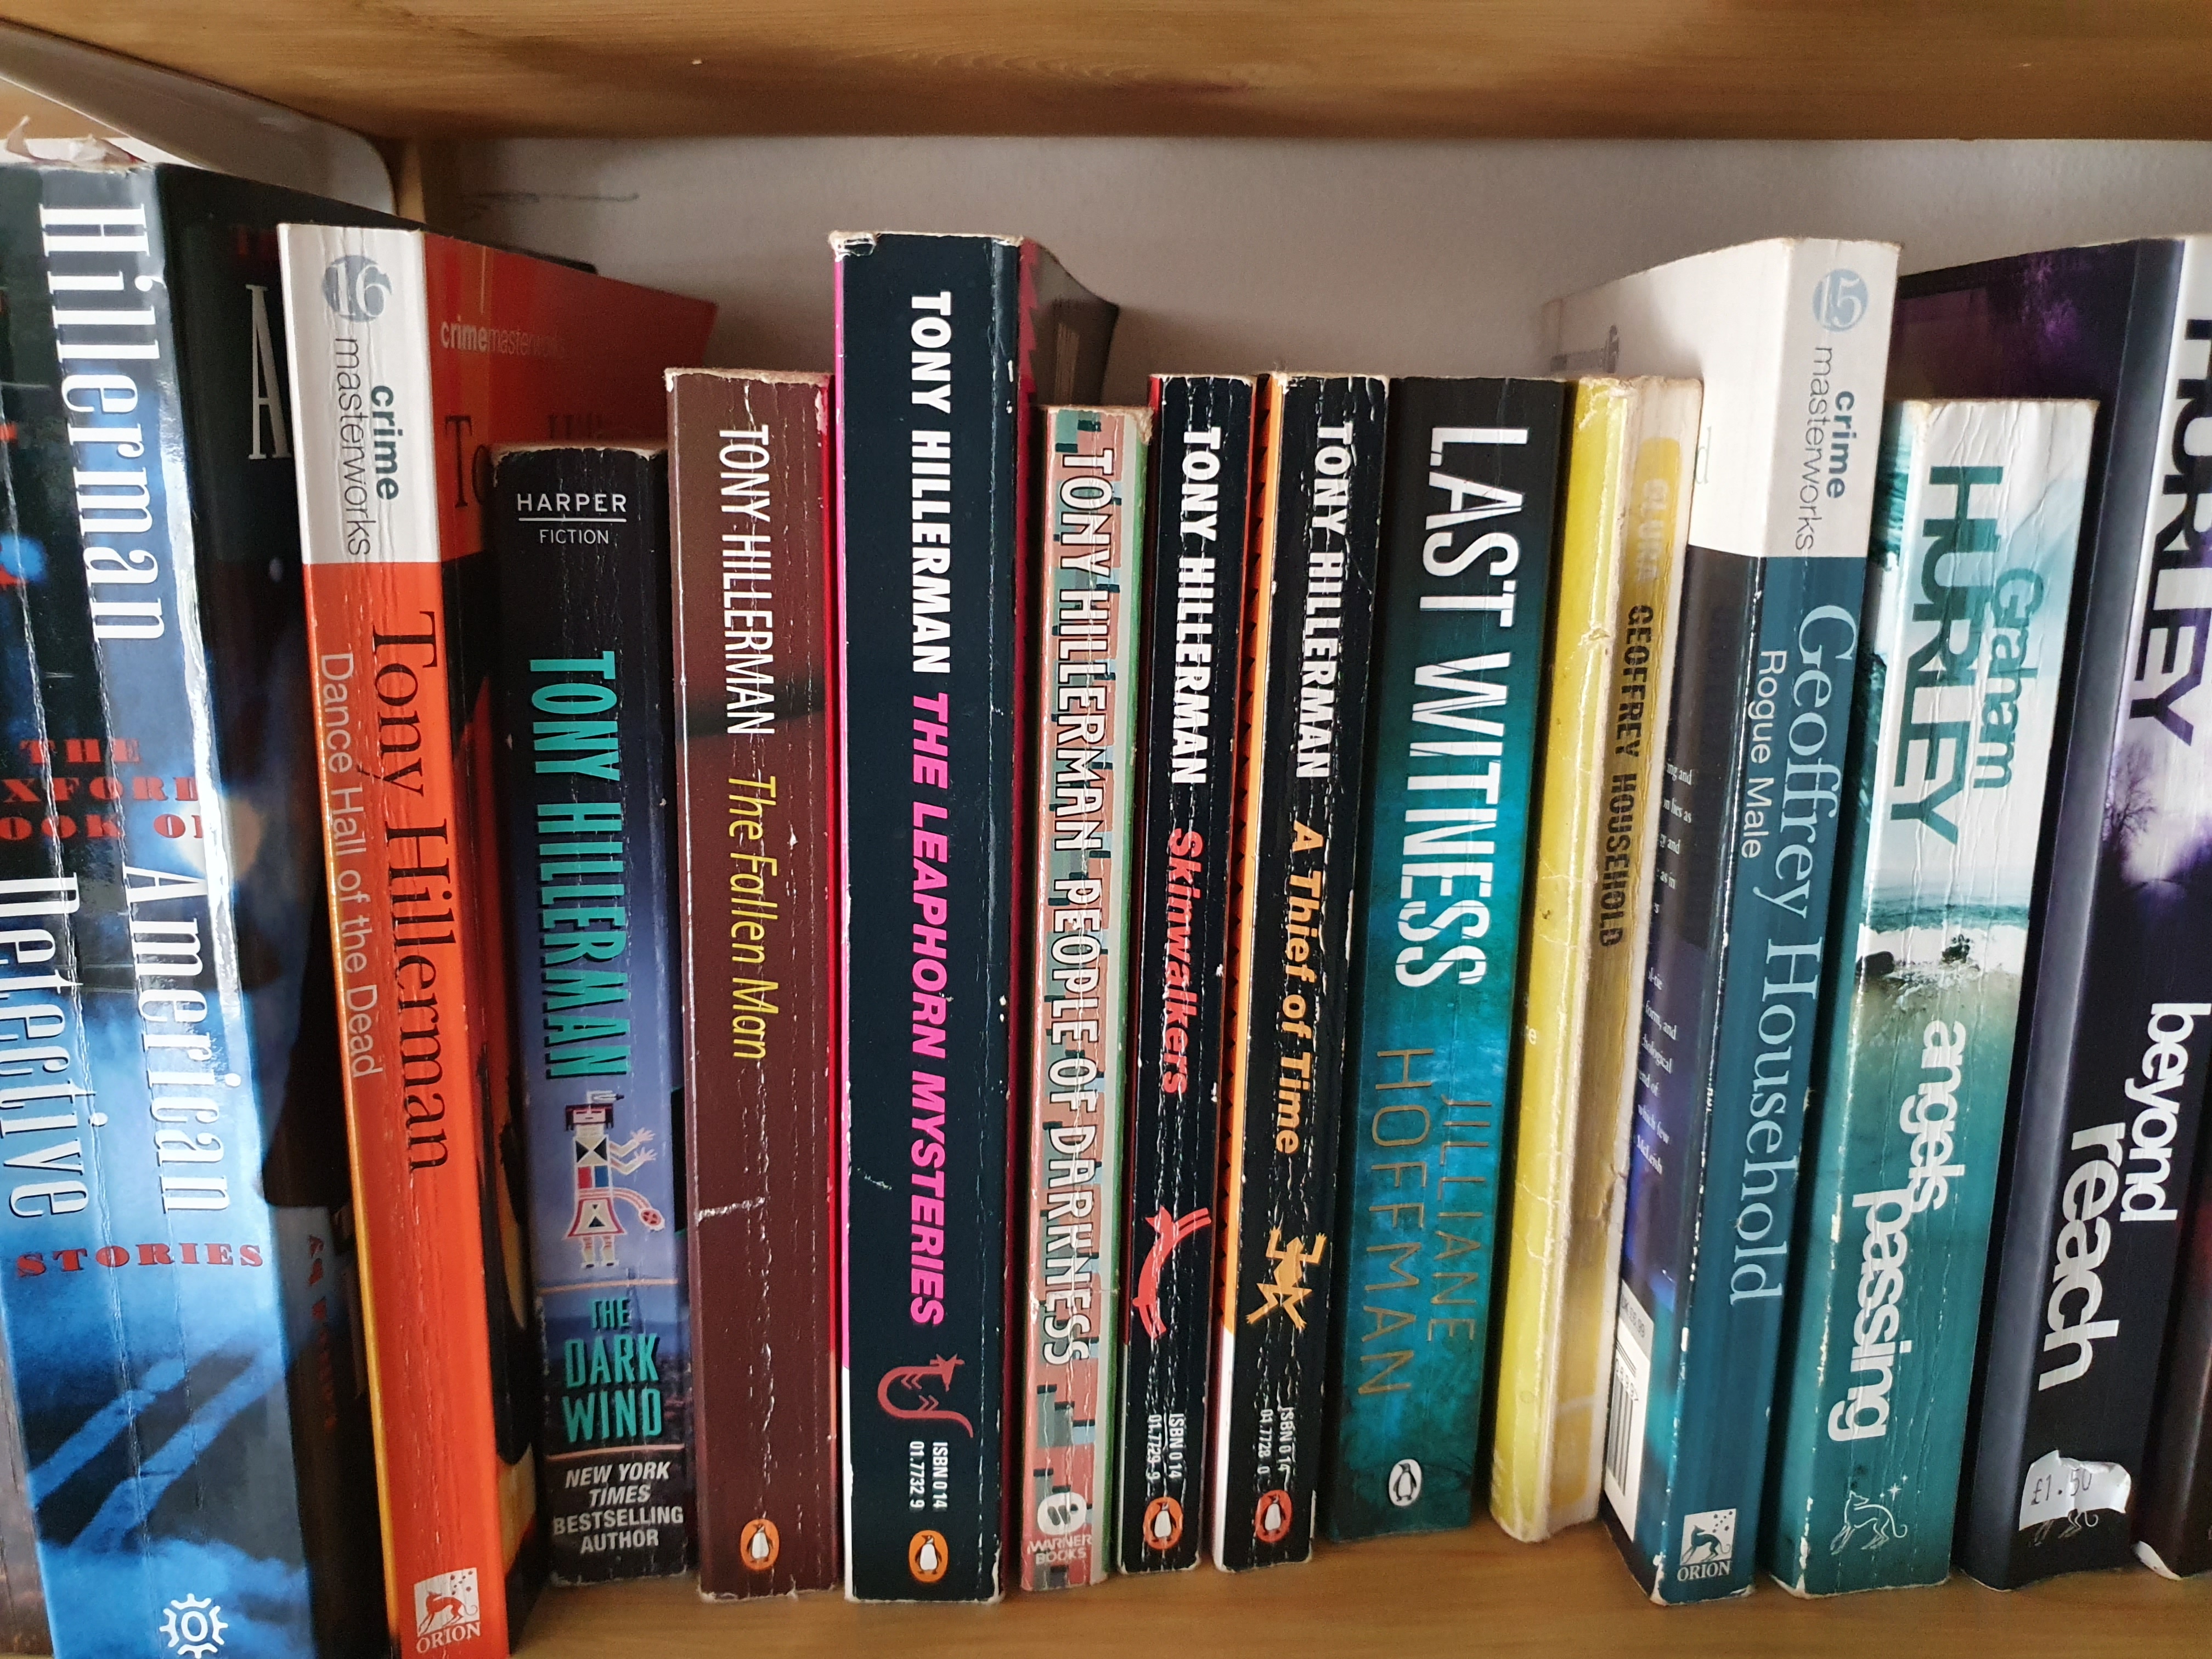 Hillerman
THE
OXFORD
BOOK OF
American
Detective
STORIES
A
16
crime
masterworks
Tony Hillerman
Dance Hall of the Dead
ORION
crimemasterworks
HARPER
FICTION
TONY HILLERMAN
THE
DARK
WIND
NEW YORK
TIMES
BESTSELLING
AUTHOR
TONY HILLERMAN The Fallen Man
TONY HILLERMAN THE LEAPHORN MYSTERIES
ISBN 0 14
01.7732 9
TONY HILLERMAN PEOPLE OF DARKNESS
WARNER
BOOKS
TONY HILLERMAN Skinwalkers
ISBN 0 14
01.7729 9
TONY HILLERMAN A Thief of Time
ISBN 0 14
01.7728 0
LAST WITNESS
JILLIANE
HOFFMAN
GEOFFREY HOUSEHOLD
15
crime
masterworks
Geoffrey Household
Rogue Male
ORION
Graham
HURLEY
angels
passing
HURLEY
beyond
reach
£1.50